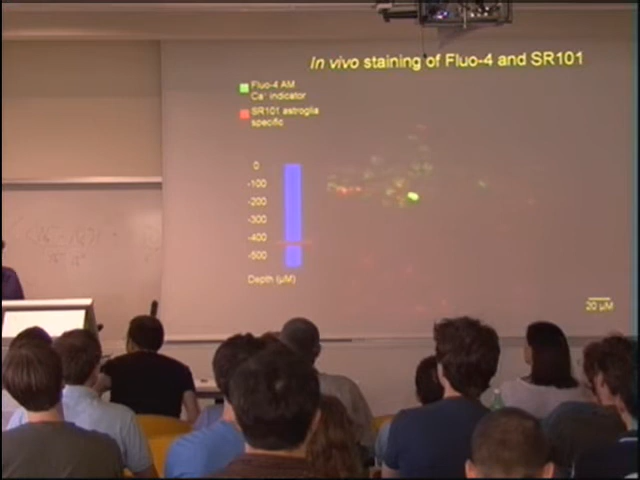 In vivo staining of Fluo-4 and SR101
Fluo-4 AM
Ca⁺ indicator
SR101 astroglia
specific
0
-100
-200
-300
-400
-500
Depth (µM)
20 µM